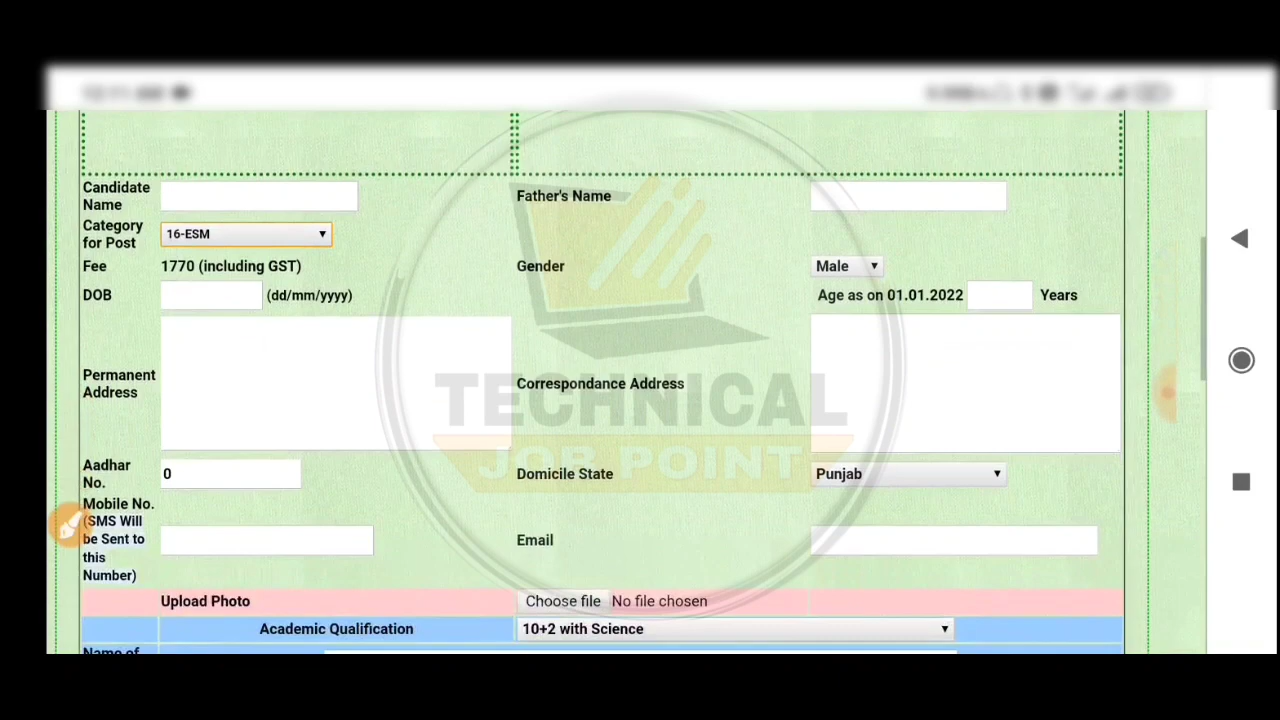 Candidate Name
Father's Name
Category for Post
16-ESM
Fee
1770 (including GST)
Gender
Male
DOB
(dd/mm/yyyy)
Age as on 01.01.2022
Years
Permanent Address
Correspondance Address
TECHNICAL
JOB POINT
Aadhar No.
0
Domicile State
Punjab
Mobile No.
(SMS Will
be Sent to
this
Number)
Email
Upload Photo
Choose file No file chosen
Academic Qualification
10+2 with Science
Name of